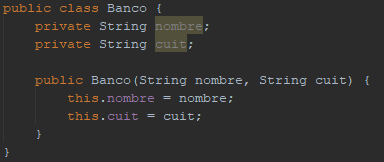 public class Banco {
    private String nombre;
    private String cuit;

    public Banco(String nombre, String cuit) {
        this.nombre = nombre;
        this.cuit = cuit;
    }
}